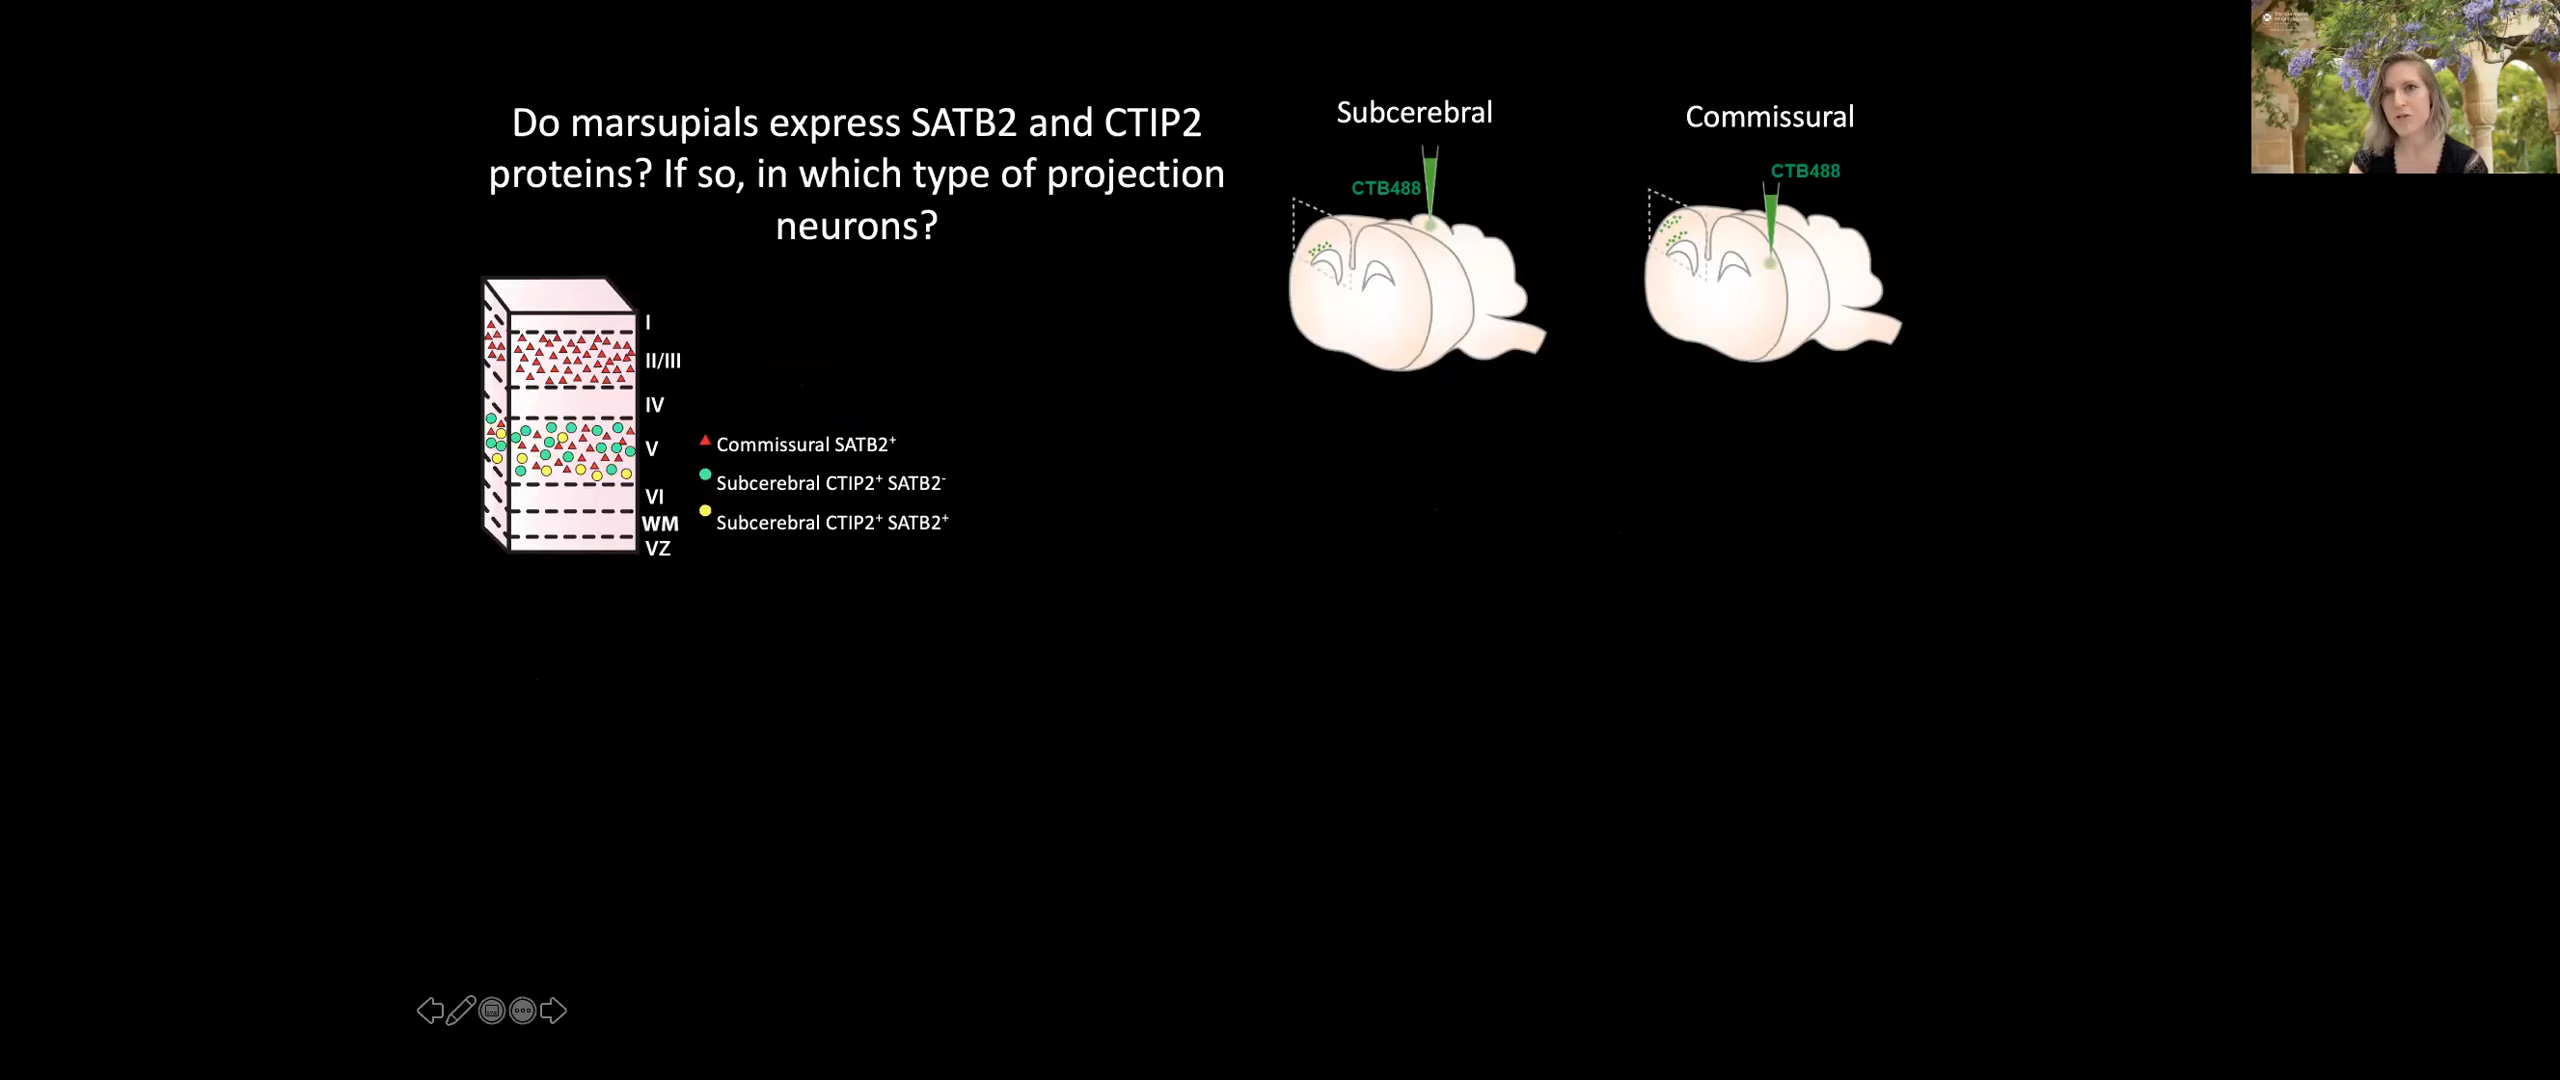 Do marsupials express SATB2 and CTIP2
proteins? If so, in which type of projection
neurons?
Subcerebral
CTB488
Commissural
CTB488
I
II/III
IV
V
VI
WM
VZ
Commissural SATB2⁺
Subcerebral CTIP2⁺ SATB2⁻
Subcerebral CTIP2⁺ SATB2⁺